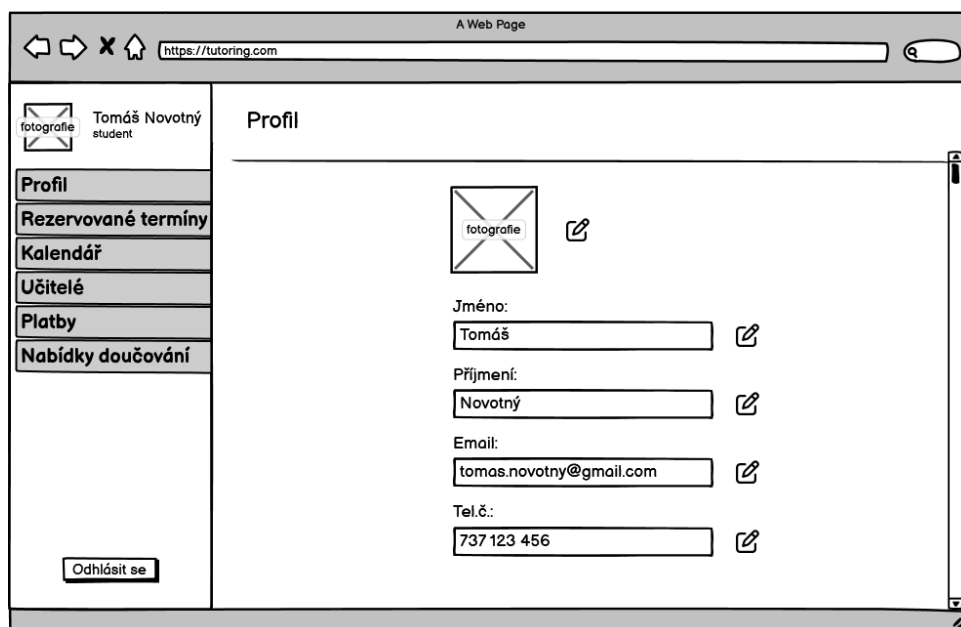 A Web Page
https://tutoring.com
fotografie
Tomáš Novotný
student
Profil
Rezervované termíny
Kalendář
Učitelé
Platby
Nabídky doučování
Odhlásit se
Profil
fotografie
Jméno:
Tomáš
Příjmení:
Novotný
Email:
tomas.novotny@gmail.com
Tel.č.:
737 123 456